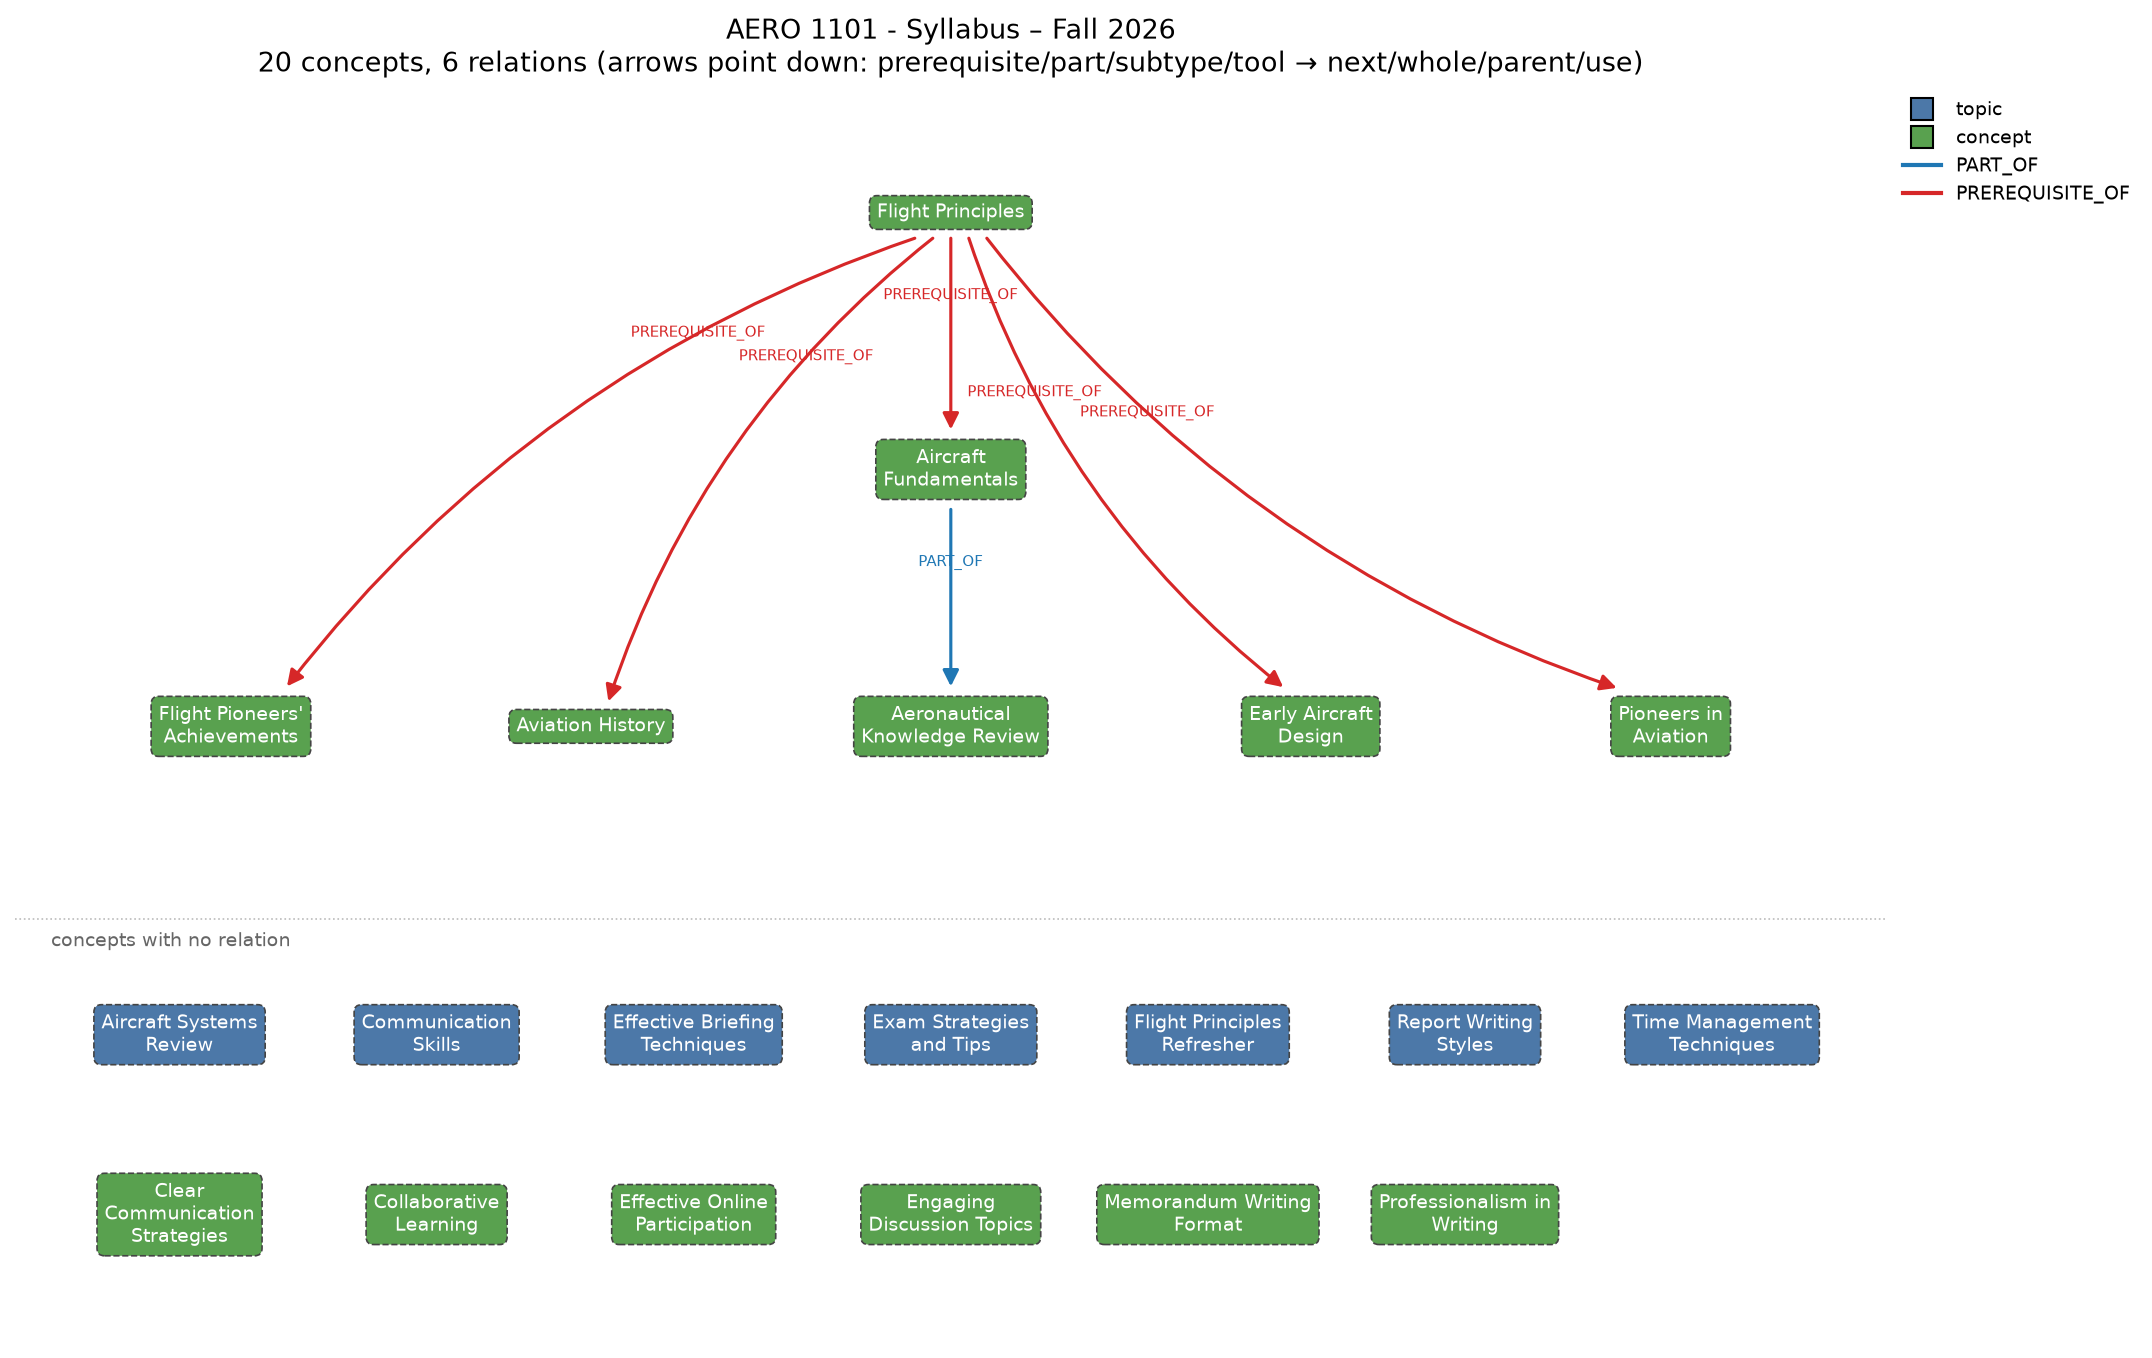 AERO 1101 - Syllabus – Fall 2026
20 concepts, 6 relations (arrows point down: prerequisite/part/subtype/tool → next/whole/parent/use)
topic
concept
PART_OF
PREREQUISITE_OF
Flight Principles
PREREQUISITE_OF
PREREQUISITE_OF
PREREQUISITE_OF
PREREQUISITE_OF
PREREQUISITE_OF
Aircraft
Fundamentals
PART_OF
Flight Pioneers'
Achievements
Aviation History
Aeronautical
Knowledge Review
Early Aircraft
Design
Pioneers in
Aviation
concepts with no relation
Aircraft Systems
Review
Communication
Skills
Effective Briefing
Techniques
Exam Strategies
and Tips
Flight Principles
Refresher
Report Writing
Styles
Time Management
Techniques
Clear
Communication
Strategies
Collaborative
Learning
Effective Online
Participation
Engaging
Discussion Topics
Memorandum Writing
Format
Professionalism in
Writing